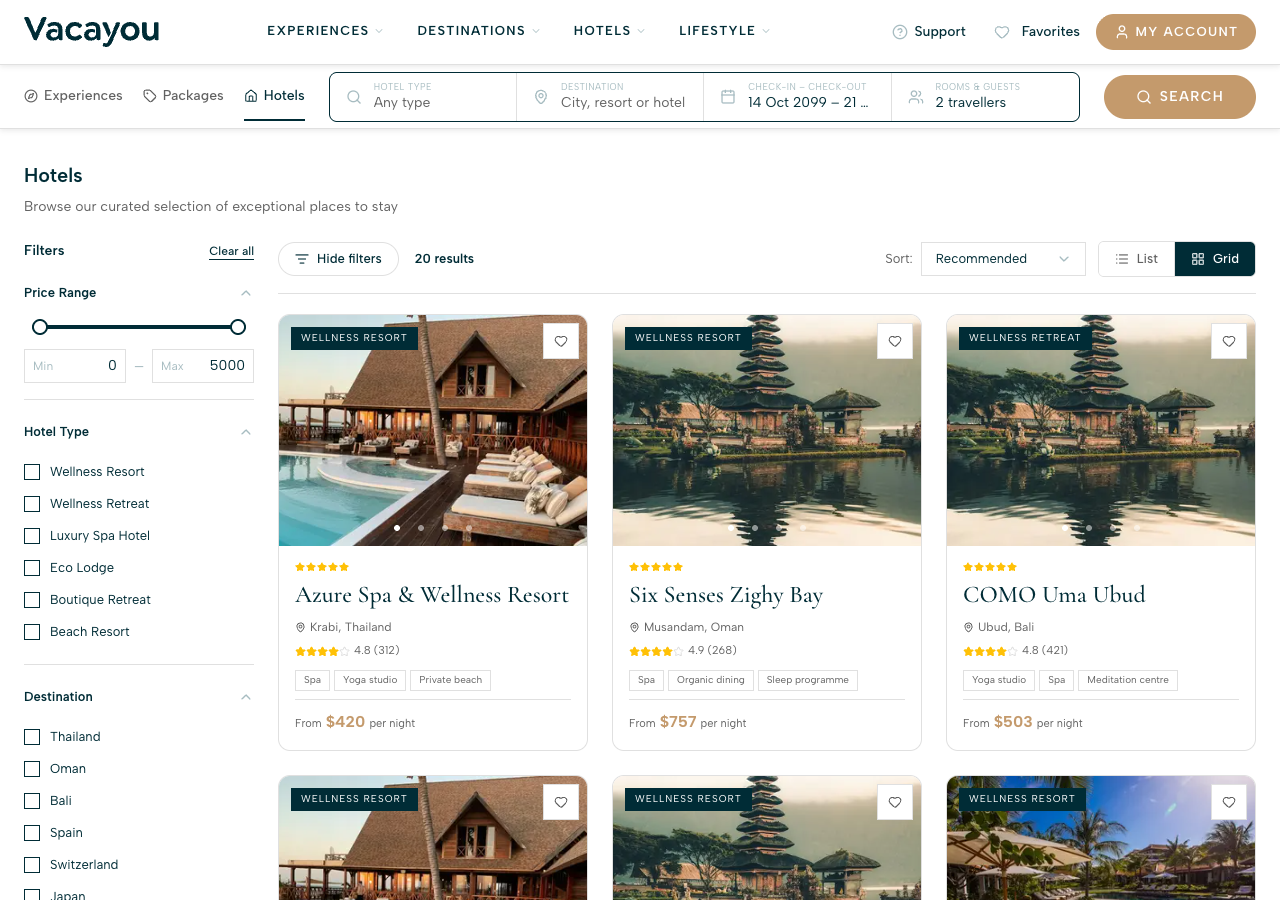 Vacayou
EXPERIENCES
DESTINATIONS
HOTELS
LIFESTYLE
Support
Favorites
MY ACCOUNT
Experiences
Packages
Hotels
HOTEL TYPE
Any type
DESTINATION
City, resort or hotel
CHECK-IN – CHECK-OUT
14 Oct 2099 – 21 ...
ROOMS & GUESTS
2 travellers
SEARCH
Hotels
Browse our curated selection of exceptional places to stay
Filters
Clear all
Hide filters
20 results
Sort:
Recommended
List
Grid
Price Range
Min 0 – Max 5000
Hotel Type
Wellness Resort
Wellness Retreat
Luxury Spa Hotel
Eco Lodge
Boutique Retreat
Beach Resort
Destination
Thailand
Oman
Bali
Spain
Switzerland
Japan
WELLNESS RESORT
Azure Spa & Wellness Resort
Krabi, Thailand
4.8 (312)
Spa
Yoga studio
Private beach
From $420 per night
WELLNESS RESORT
Six Senses Zighy Bay
Musandam, Oman
4.9 (268)
Spa
Organic dining
Sleep programme
From $757 per night
WELLNESS RETREAT
COMO Uma Ubud
Ubud, Bali
4.8 (421)
Yoga studio
Spa
Meditation centre
From $503 per night
WELLNESS RESORT
WELLNESS RESORT
WELLNESS RESORT